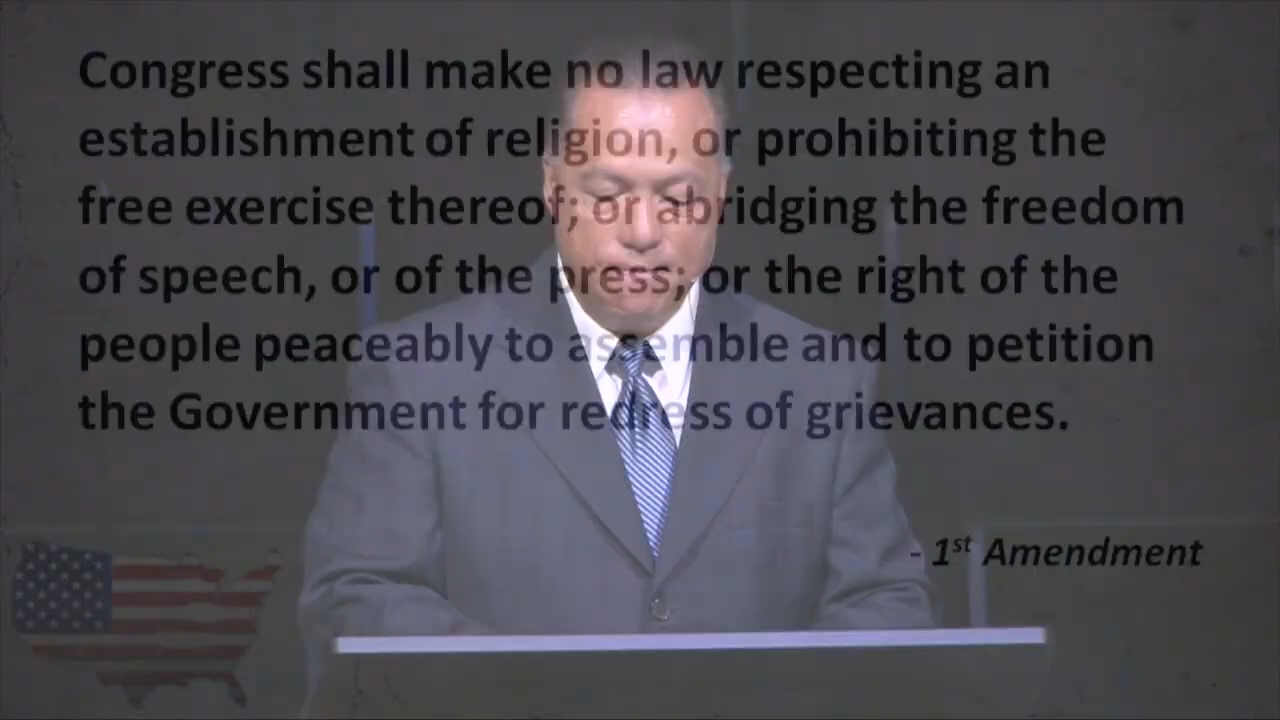 Congress shall make no law respecting an
establishment of religion, or prohibiting the
free exercise thereof; or abridging the freedom
of speech, or of the press; or the right of the
people peaceably to assemble and to petition
the Government for redress of grievances.
- 1st Amendment